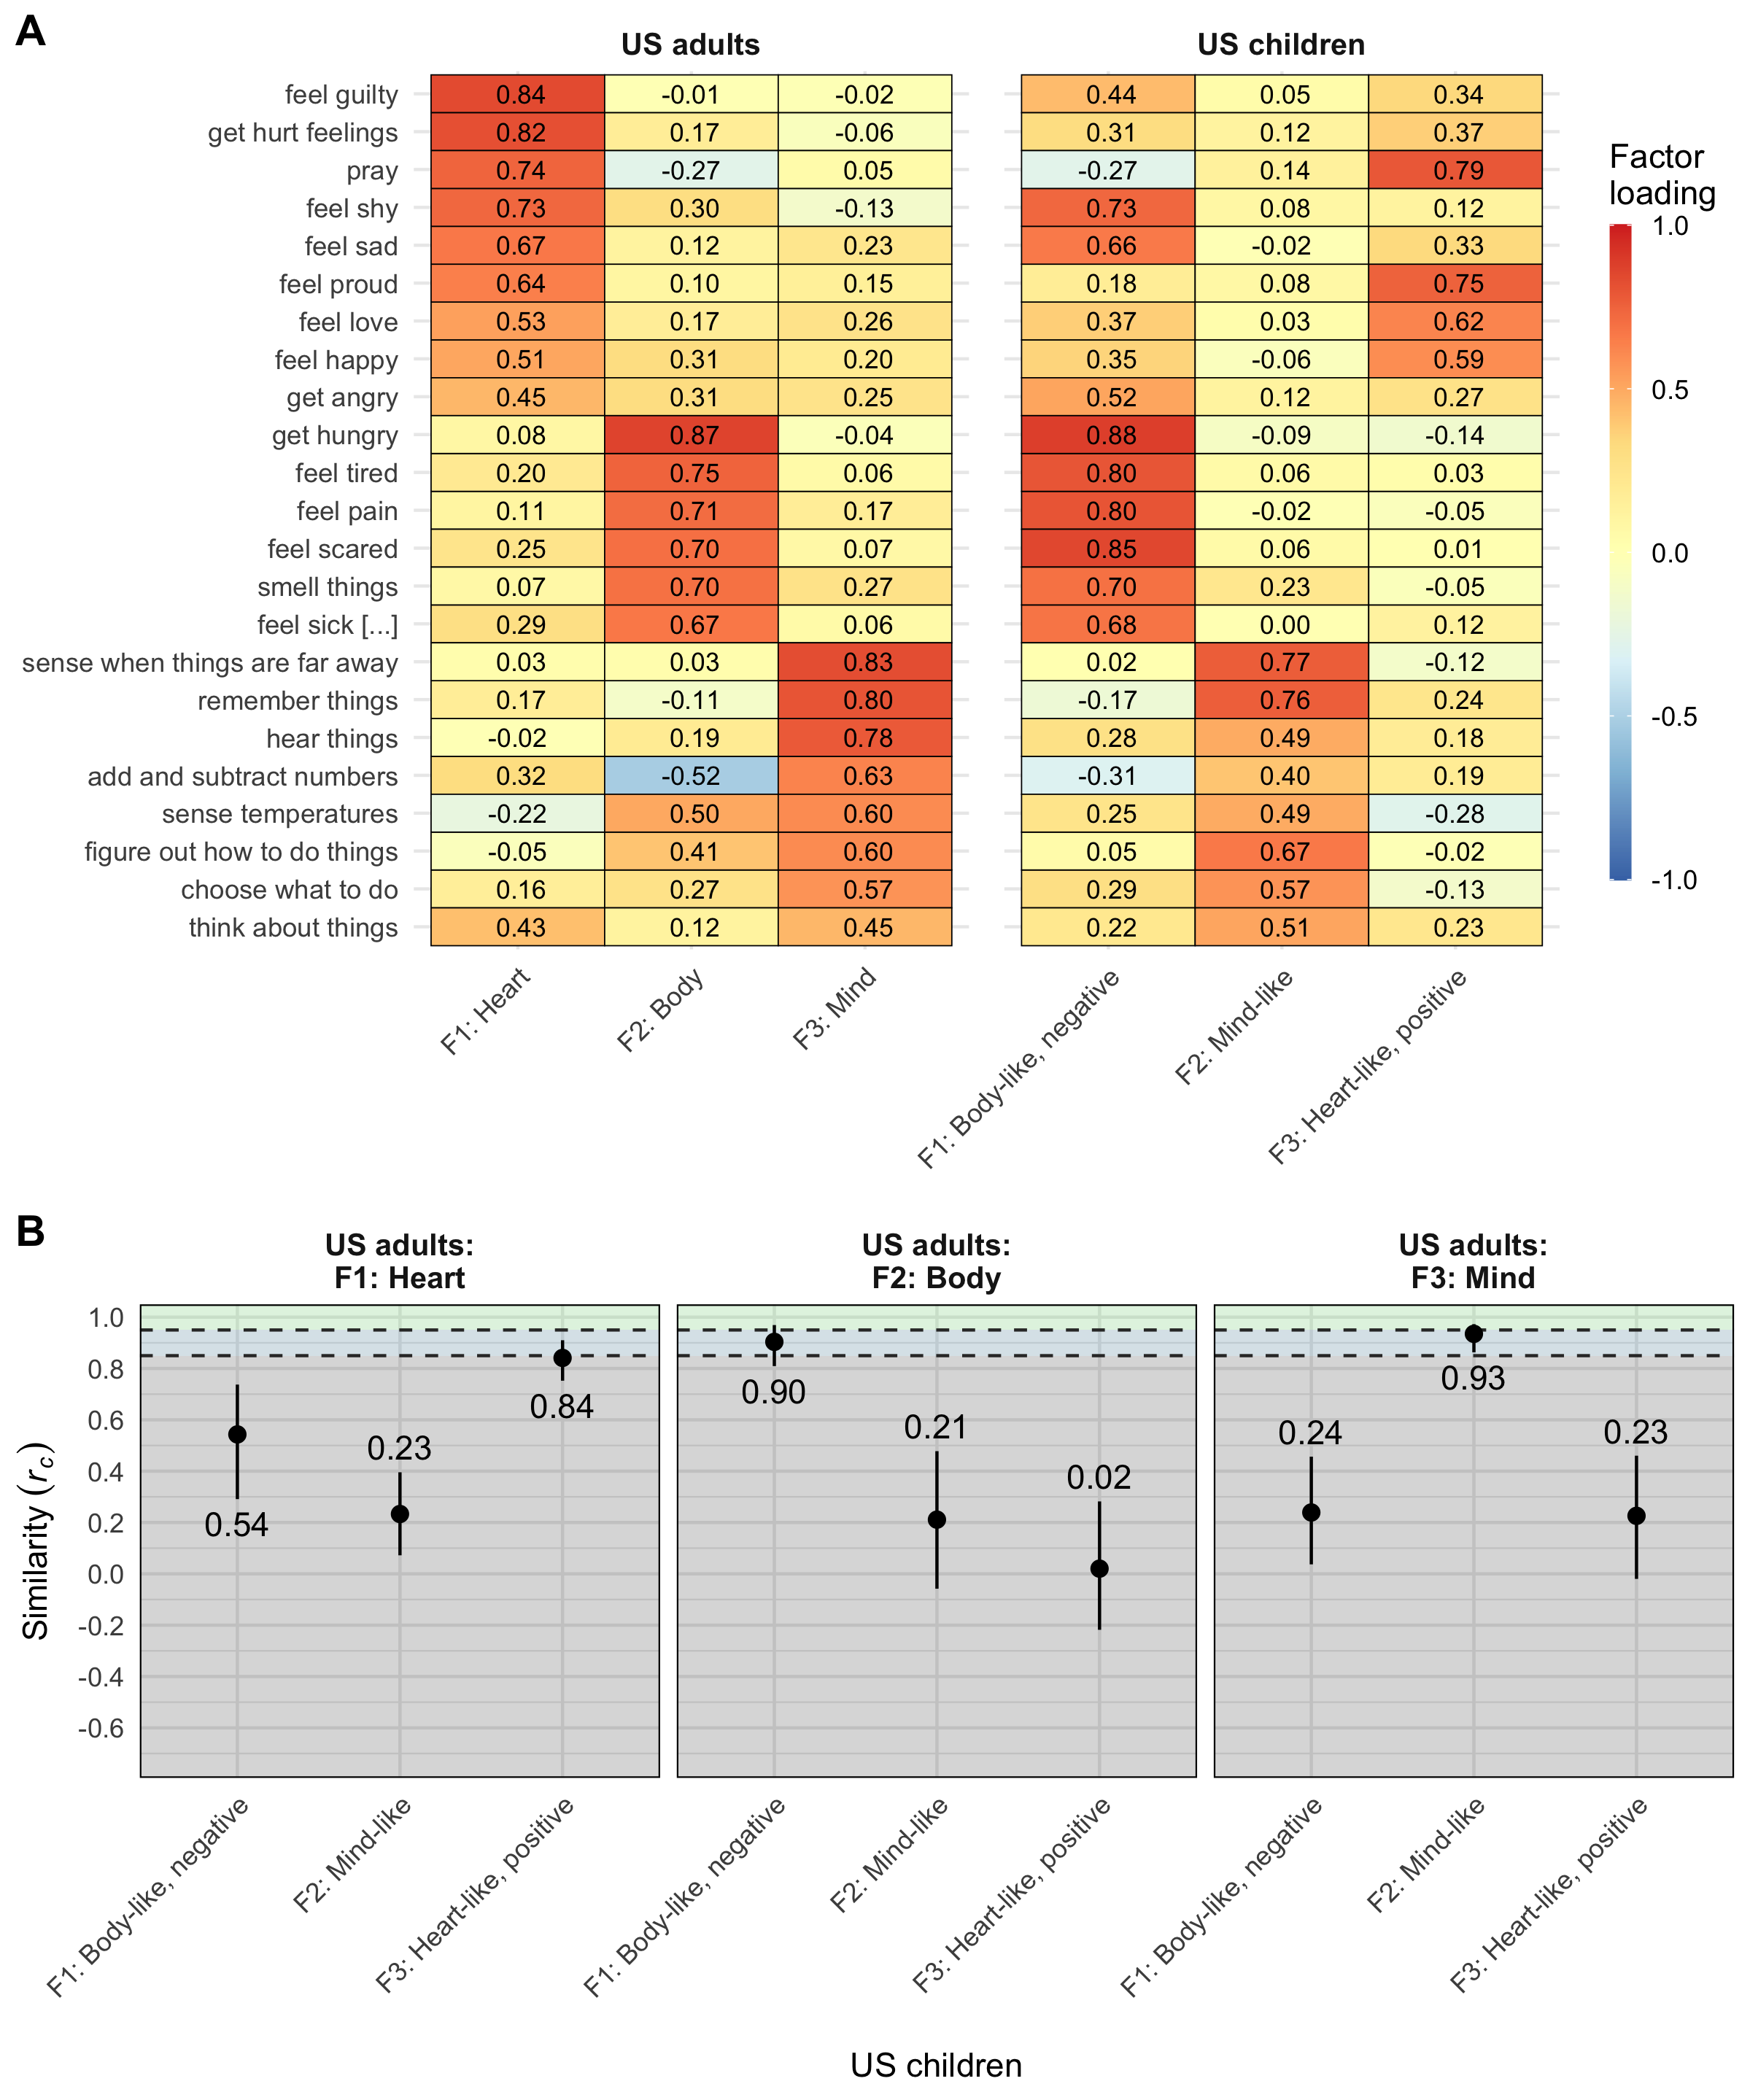 A
US adults
US children
feel guilty 0.84 -0.01 -0.02 0.44 0.05 0.34
get hurt feelings 0.82 0.17 -0.06 0.31 0.12 0.37
pray 0.74 -0.27 0.05 -0.27 0.14 0.79
feel shy 0.73 0.30 -0.13 0.73 0.08 0.12
feel sad 0.67 0.12 0.23 0.66 -0.02 0.33
feel proud 0.64 0.10 0.15 0.18 0.08 0.75
feel love 0.53 0.17 0.26 0.37 0.03 0.62
feel happy 0.51 0.31 0.20 0.35 -0.06 0.59
get angry 0.45 0.31 0.25 0.52 0.12 0.27
get hungry 0.08 0.87 -0.04 0.88 -0.09 -0.14
feel tired 0.20 0.75 0.06 0.80 0.06 0.03
feel pain 0.11 0.71 0.17 0.80 -0.02 -0.05
feel scared 0.25 0.70 0.07 0.85 0.06 0.01
smell things 0.07 0.70 0.27 0.70 0.23 -0.05
feel sick [...] 0.29 0.67 0.06 0.68 0.00 0.12
sense when things are far away 0.03 0.03 0.83 0.02 0.77 -0.12
remember things 0.17 -0.11 0.80 -0.17 0.76 0.24
hear things -0.02 0.19 0.78 0.28 0.49 0.18
add and subtract numbers 0.32 -0.52 0.63 -0.31 0.40 0.19
sense temperatures -0.22 0.50 0.60 0.25 0.49 -0.28
figure out how to do things -0.05 0.41 0.60 0.05 0.67 -0.02
choose what to do 0.16 0.27 0.57 0.29 0.57 -0.13
think about things 0.43 0.12 0.45 0.22 0.51 0.23
F1: Heart
F2: Body
F3: Mind
F1: Body-like, negative
F2: Mind-like
F3: Heart-like, positive
Factor
loading
1.0
0.5
0.0
-0.5
-1.0
B
US adults:
F1: Heart
US adults:
F2: Body
US adults:
F3: Mind
Similarity (rc)
1.0
0.8
0.6
0.4
0.2
0.0
-0.2
-0.4
-0.6
0.54
0.23
0.84
0.90
0.21
0.02
0.24
0.93
0.23
F1: Body-like, negative
F2: Mind-like
F3: Heart-like, positive
F1: Body-like, negative
F2: Mind-like
F3: Heart-like, positive
F1: Body-like, negative
F2: Mind-like
F3: Heart-like, positive
US children